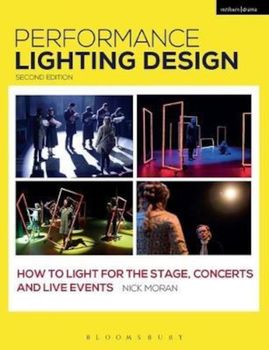 methuen | drama
PERFORMANCE
LIGHTING DESIGN
SECOND EDITION
HOW TO LIGHT FOR THE STAGE, CONCERTS
AND LIVE EVENTS NICK MORAN
BLOOMSBURY